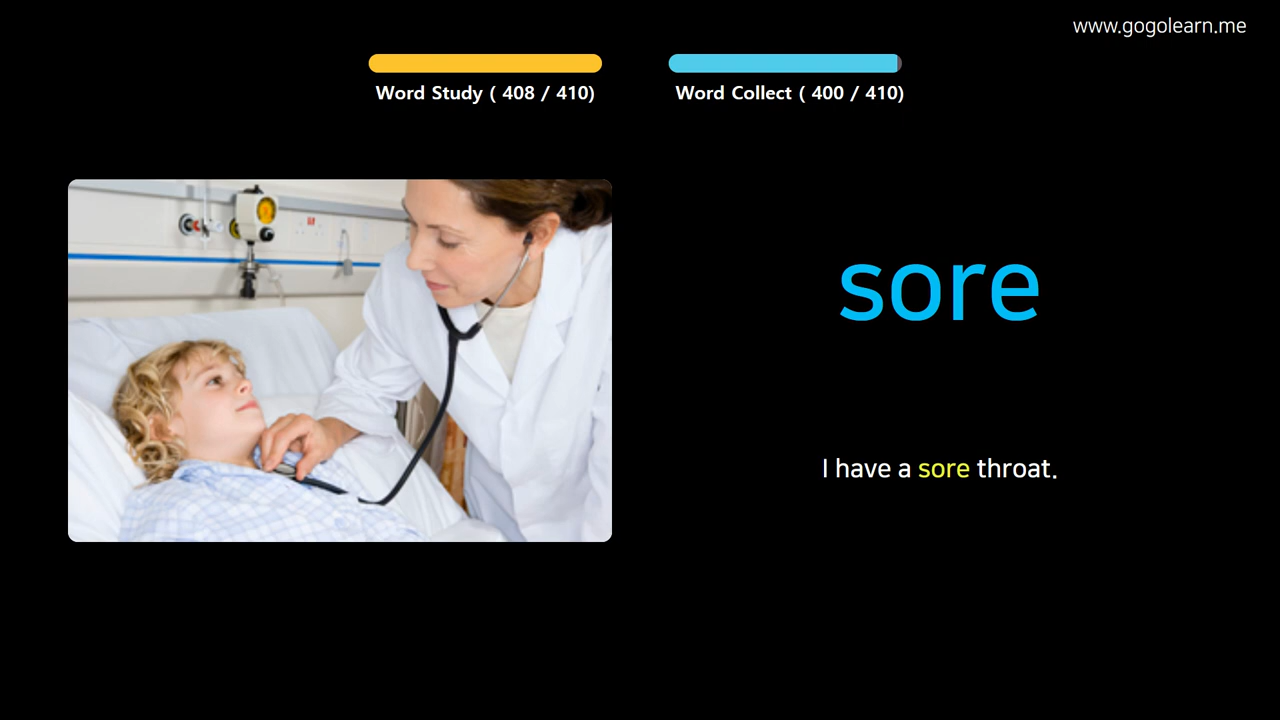 www.gogolearn.me
Word Study ( 408 / 410)
Word Collect ( 400 / 410)
sore
I have a sore throat.